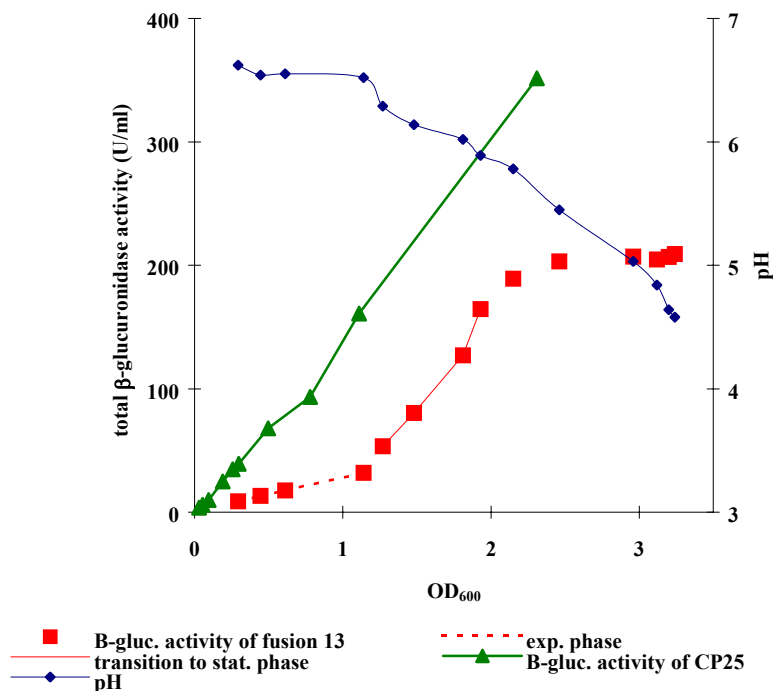 400
300
200
100
0
total β-glucuronidase activity (U/ml)
7
6
5
4
3
pH
0
1
2
3
OD600
B-gluc. activity of fusion 13
exp. phase
transition to stat. phase
B-gluc. activity of CP25
pH